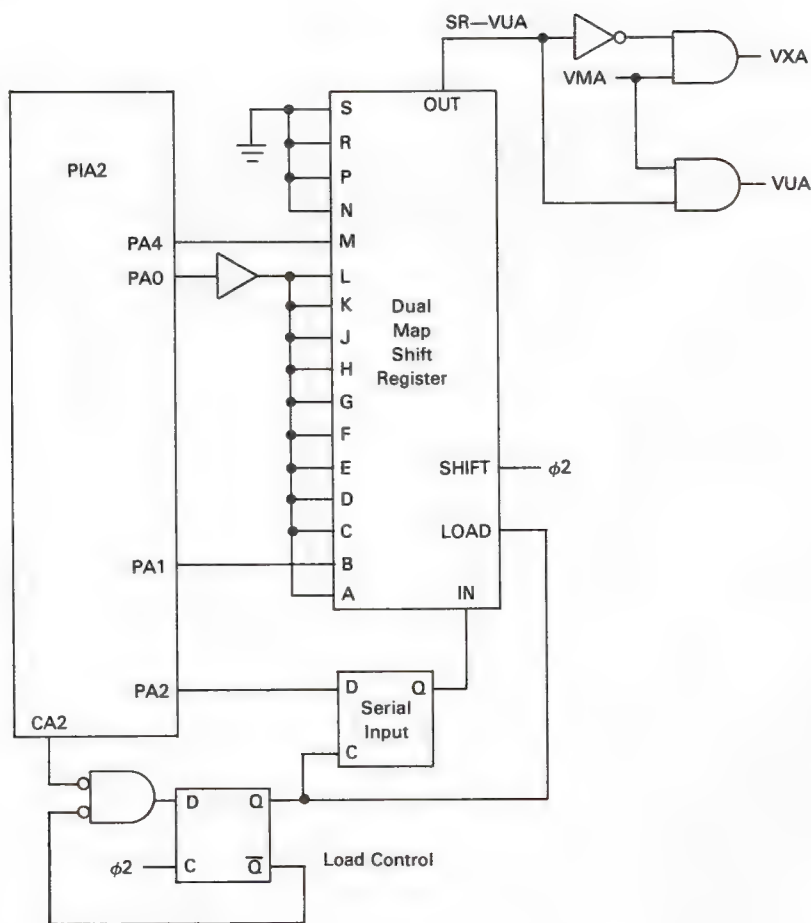 SR—VUA
VXA
VMA
VUA
OUT
PIA2
S
R
P
N
PA4
M
PA0
L
K
J
H
G
F
E
D
C
PA1
B
A
Dual
Map
Shift
Register
SHIFT
ϕ2
LOAD
IN
PA2
D Q
Serial
Input
C
CA2
D Q
ϕ2
C Q̅
Load Control